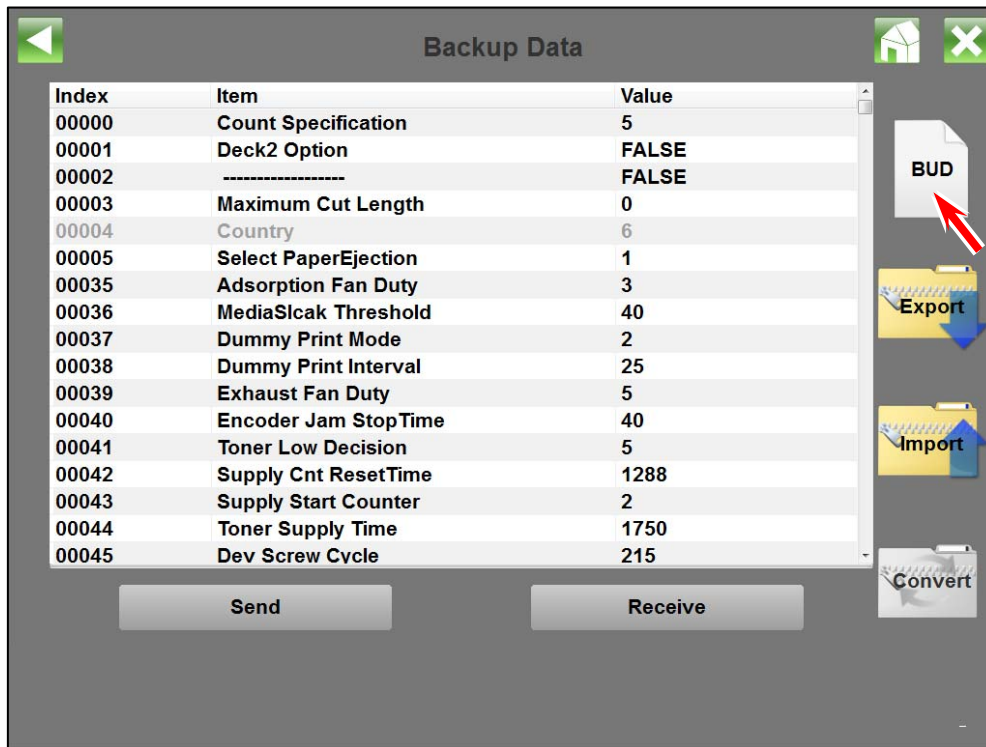 Backup Data
Index Item Value
00000 Count Specification 5
00001 Deck2 Option FALSE
00002 ------------------ FALSE
00003 Maximum Cut Length 0
00004 Country 6
00005 Select PaperEjection 1
00035 Adsorption Fan Duty 3
00036 MediaSlcak Threshold 40
00037 Dummy Print Mode 2
00038 Dummy Print Interval 25
00039 Exhaust Fan Duty 5
00040 Encoder Jam StopTime 40
00041 Toner Low Decision 5
00042 Supply Cnt ResetTime 1288
00043 Supply Start Counter 2
00044 Toner Supply Time 1750
00045 Dev Screw Cycle 215
BUD
Export
Import
Convert
Send Receive